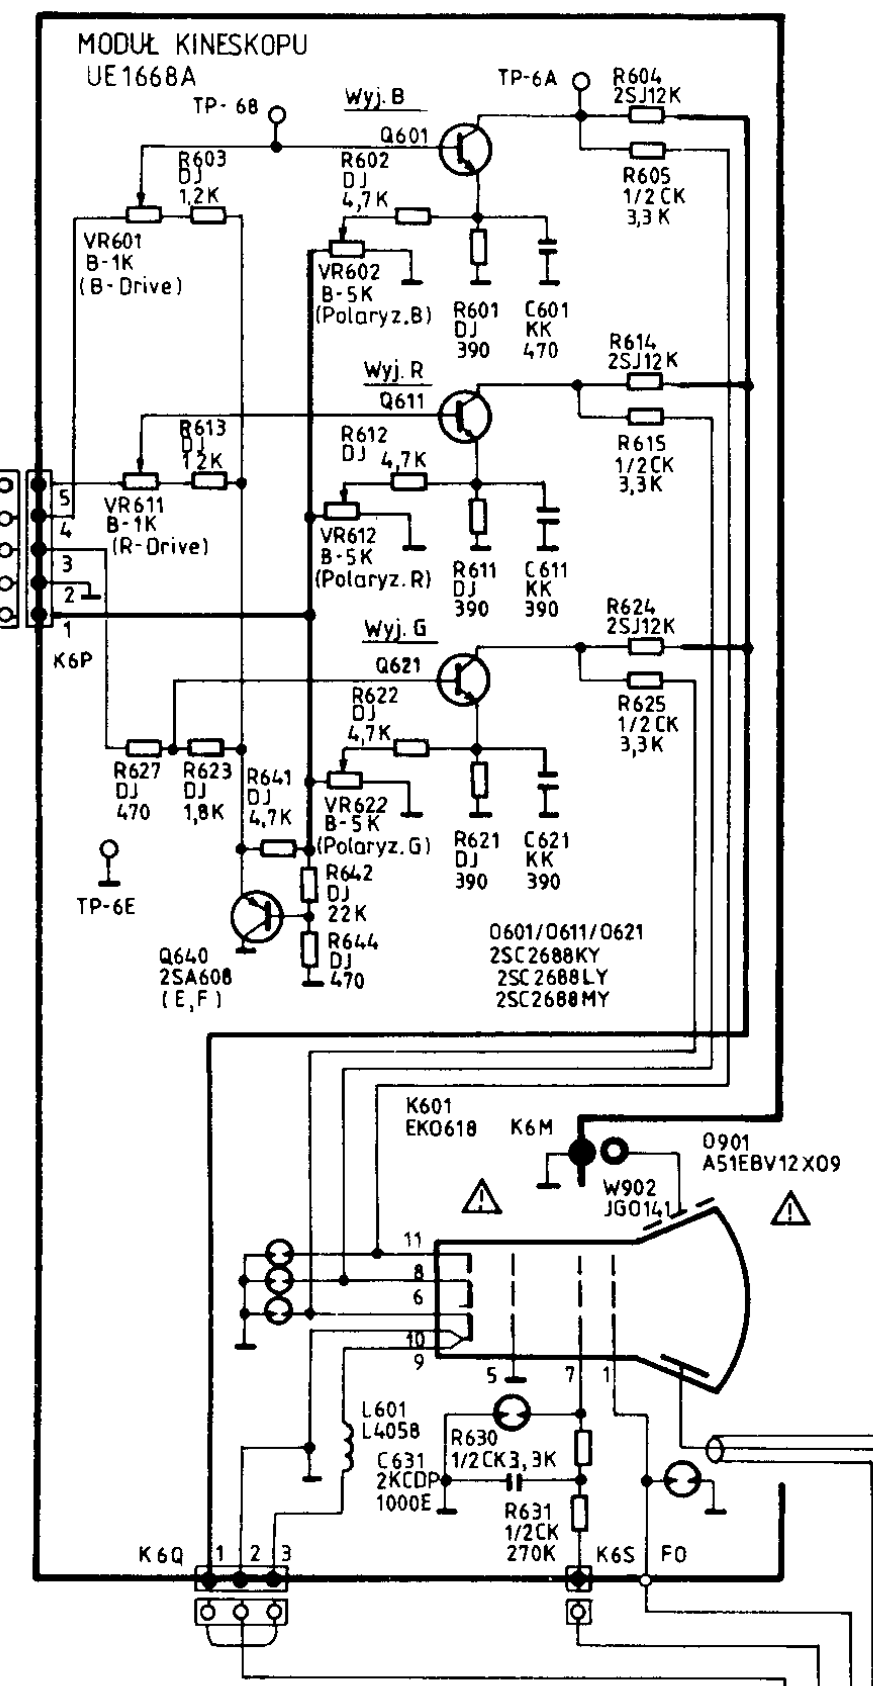 MODUŁ KINESKOPU
UE1668A
TP- 6B
Wyj. B
Q601
TP-6A
R604
2SJ12K
R603
DJ
1,2K
R602
DJ
4,7K
R605
1/2 CK
3,3 K
VR601
B-1K
(B-Drive)
VR602
B-5K
(Polaryz.B)
R601
DJ
390
C601
KK
470
R614
2SJ12K
Wyj. R
Q611
R613
DJ
12K
R612
DJ 4,7K
R615
1/2 CK
3,3K
5
4
3
2
1
K6P
VR611
B-1K
(R-Drive)
VR612
B-5K
(Polaryz. R)
R611
DJ
390
C611
KK
390
R624
2SJ12K
Wyj. G
Q621
R622
DJ
4,7K
R625
1/2 CK
3,3K
R627
DJ
470
R623
DJ
1,8K
R641
DJ
4,7K
VR622
B-5K
(Polaryz. G)
R621
DJ
390
C621
KK
390
TP-6E
R642
DJ
22K
R644
DJ
470
Q640
2SA608
(E,F)
Q601/Q611/Q621
2SC2688KY
2SC2688LY
2SC2688MY
K601
EK0618
K6M
0901
A51EBV12X09
W902
JG0141
11
8
6
10
9
5
7
1
L601
L4058
R630
1/2CK3,3K
C631
2KCDP
1000E
R631
1/2CK
270K
K6Q 1 2 3
K6S
FO